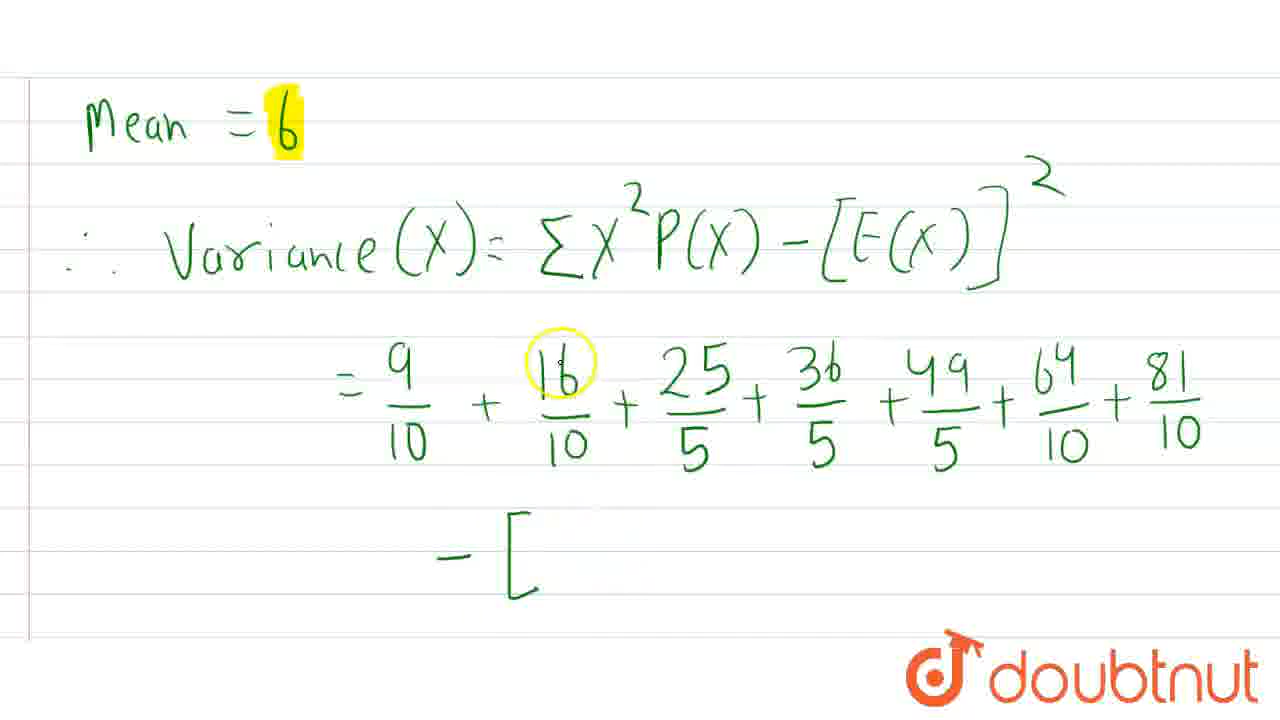 Mean = 6
∴ Variance(X) = ΣX²P(X) - [E(X)]²
= 9/10 + 16/10 + 25/5 + 36/5 + 49/5 + 64/10 + 81/10
- [
doubtnut